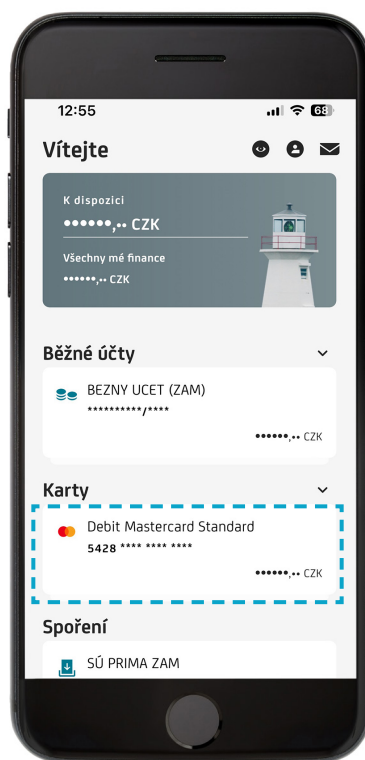 12:55
68
Vítejte
K dispozici
••••••,•• CZK
Všechny mé finance
••••••,•• CZK
Běžné účty
BEZNY UCET (ZAM)
**********/****
••••••,•• CZK
Karty
Debit Mastercard Standard
5428 **** **** ****
••••••,•• CZK
Spoření
SÚ PRIMA ZAM